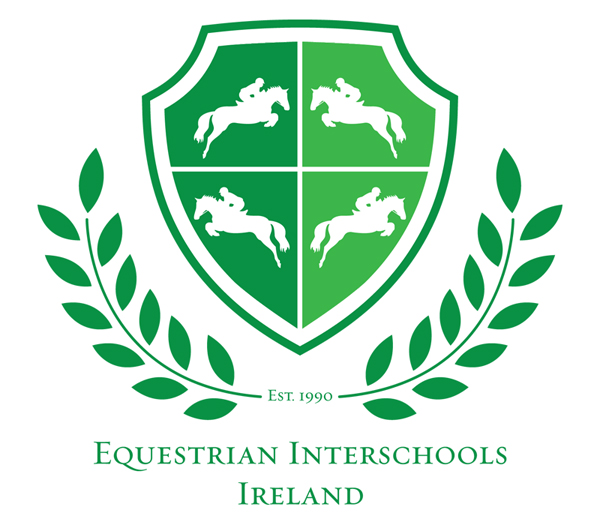 Est. 1990
Equestrian Interschools
Ireland